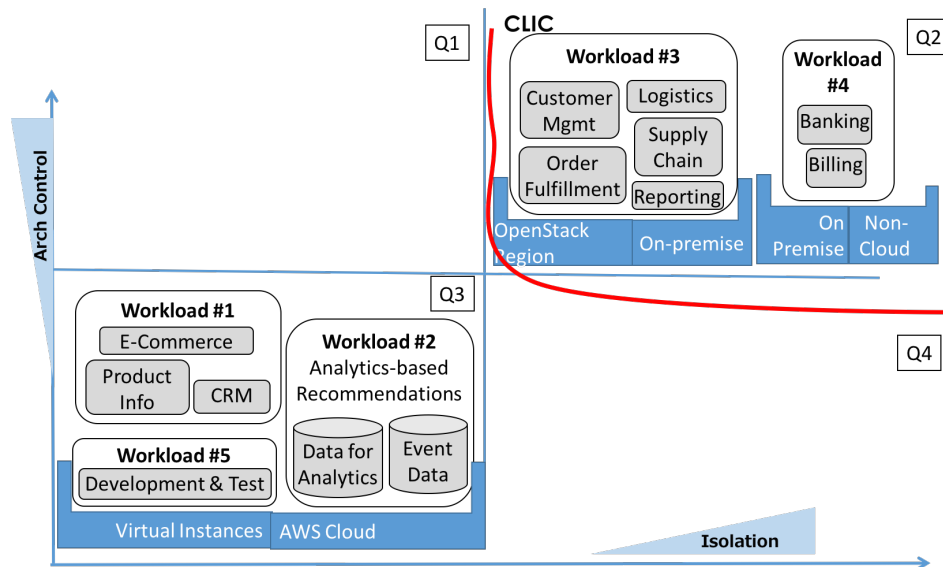 CLIC
Q1
Q2
Workload #3
Customer
Mgmt
Logistics
Supply
Chain
Order
Fulfillment
Reporting
OpenStack
Region
On-premise
Workload
#4
Banking
Billing
On
Premise
Non-
Cloud
Arch Control
Q3
Workload #1
E-Commerce
Product
Info
CRM
Workload #2
Analytics-based
Recommendations
Data for
Analytics
Event
Data
Workload #5
Development & Test
Virtual Instances
AWS Cloud
Q4
Isolation